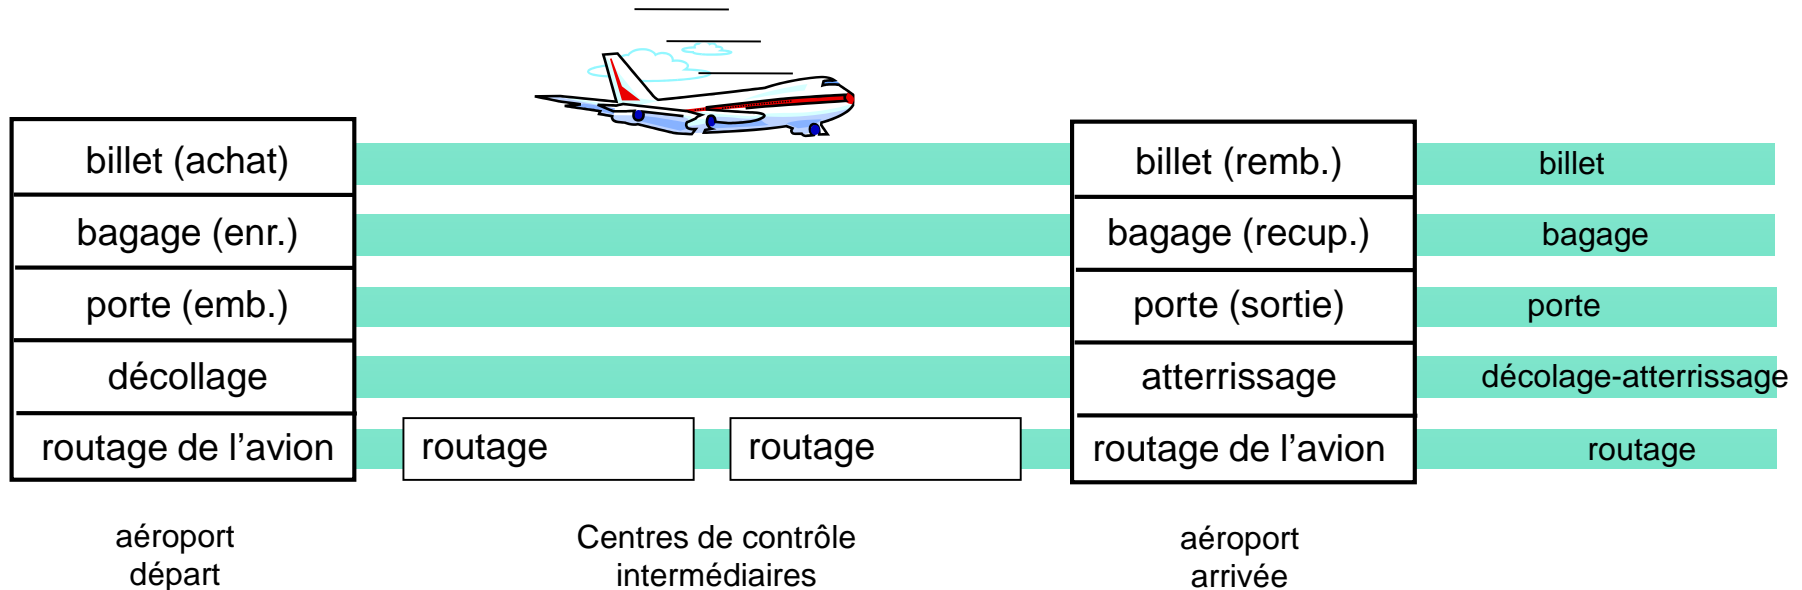 billet (achat)
billet (remb.)
billet
bagage (enr.)
bagage (recup.)
bagage
porte (emb.)
porte (sortie)
porte
décollage
atterrissage
décolage-atterrissage
routage de l’avion
routage
routage
routage de l’avion
routage
aéroport
départ
Centres de contrôle
intermédiaires
aéroport
arrivée